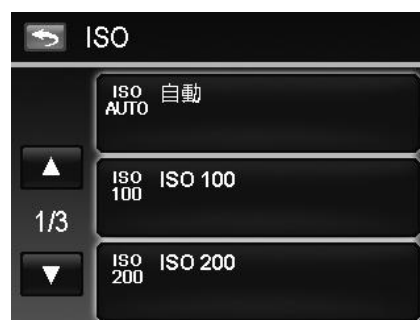 ISO
ISO AUTO 自動
ISO 100 ISO 100
1/3
ISO 200 ISO 200